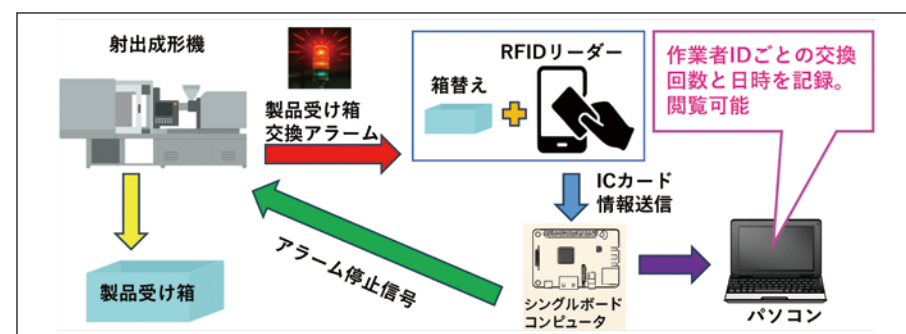 射出成形機
製品受け箱
交換アラーム
RFIDリーダー
箱替え
作業者IDごとの交換
回数と日時を記録。
閲覧可能
ICカード
情報送信
アラーム停止信号
製品受け箱
シングルボード
コンピュータ
パソコン